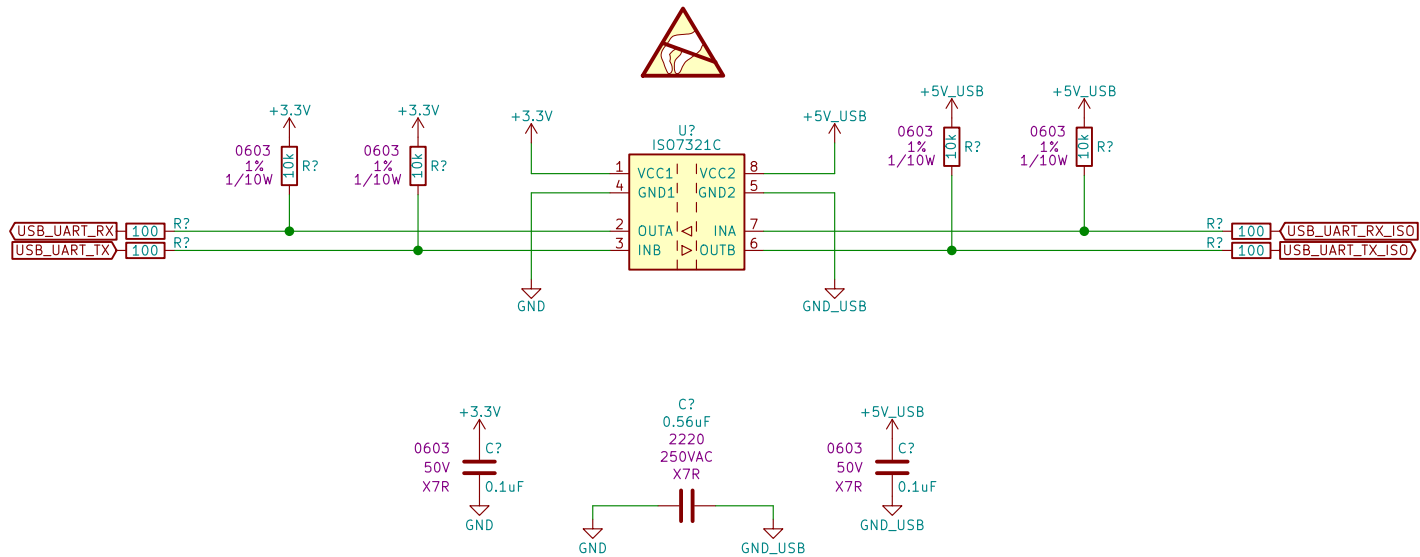 +5V_USB
+5V_USB
+3.3V
+3.3V
+3.3V
+5V_USB
U?
ISO7321C
0603
1%
1/10W
10k
R?
0603
1%
1/10W
10k
R?
0603
1%
1/10W
10k
R?
0603
1%
1/10W
10k
R?
1 VCC1 VCC2 8
4 GND1 GND2 5
2 OUTA INA 7
3 INB OUTB 6
USB_UART_RX 100 R?
USB_UART_TX 100 R?
R? 100 USB_UART_RX_ISO
R? 100 USB_UART_TX_ISO
GND
GND_USB
+3.3V
0603
50V
X7R
C?
0.1uF
GND
C?
0.56uF
2220
250VAC
X7R
GND
GND_USB
+5V_USB
0603
50V
X7R
C?
0.1uF
GND_USB